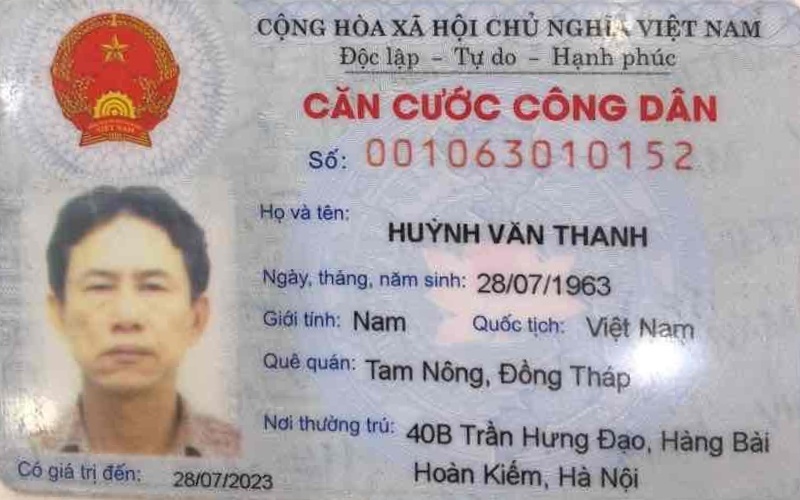 CỘNG HÒA XÃ HỘI CHỦ NGHĨA VIỆT NAM
Độc lập - Tự do - Hạnh phúc
CĂN CƯỚC CÔNG DÂN
Số: 001063010152
Họ và tên:
HUỲNH VĂN THANH
Ngày, tháng, năm sinh: 28/07/1963
Giới tính: Nam Quốc tịch: Việt Nam
Quê quán: Tam Nông, Đồng Tháp
Nơi thường trú: 40B Trần Hưng Đạo, Hàng Bài
Hoàn Kiếm, Hà Nội
Có giá trị đến: 28/07/2023